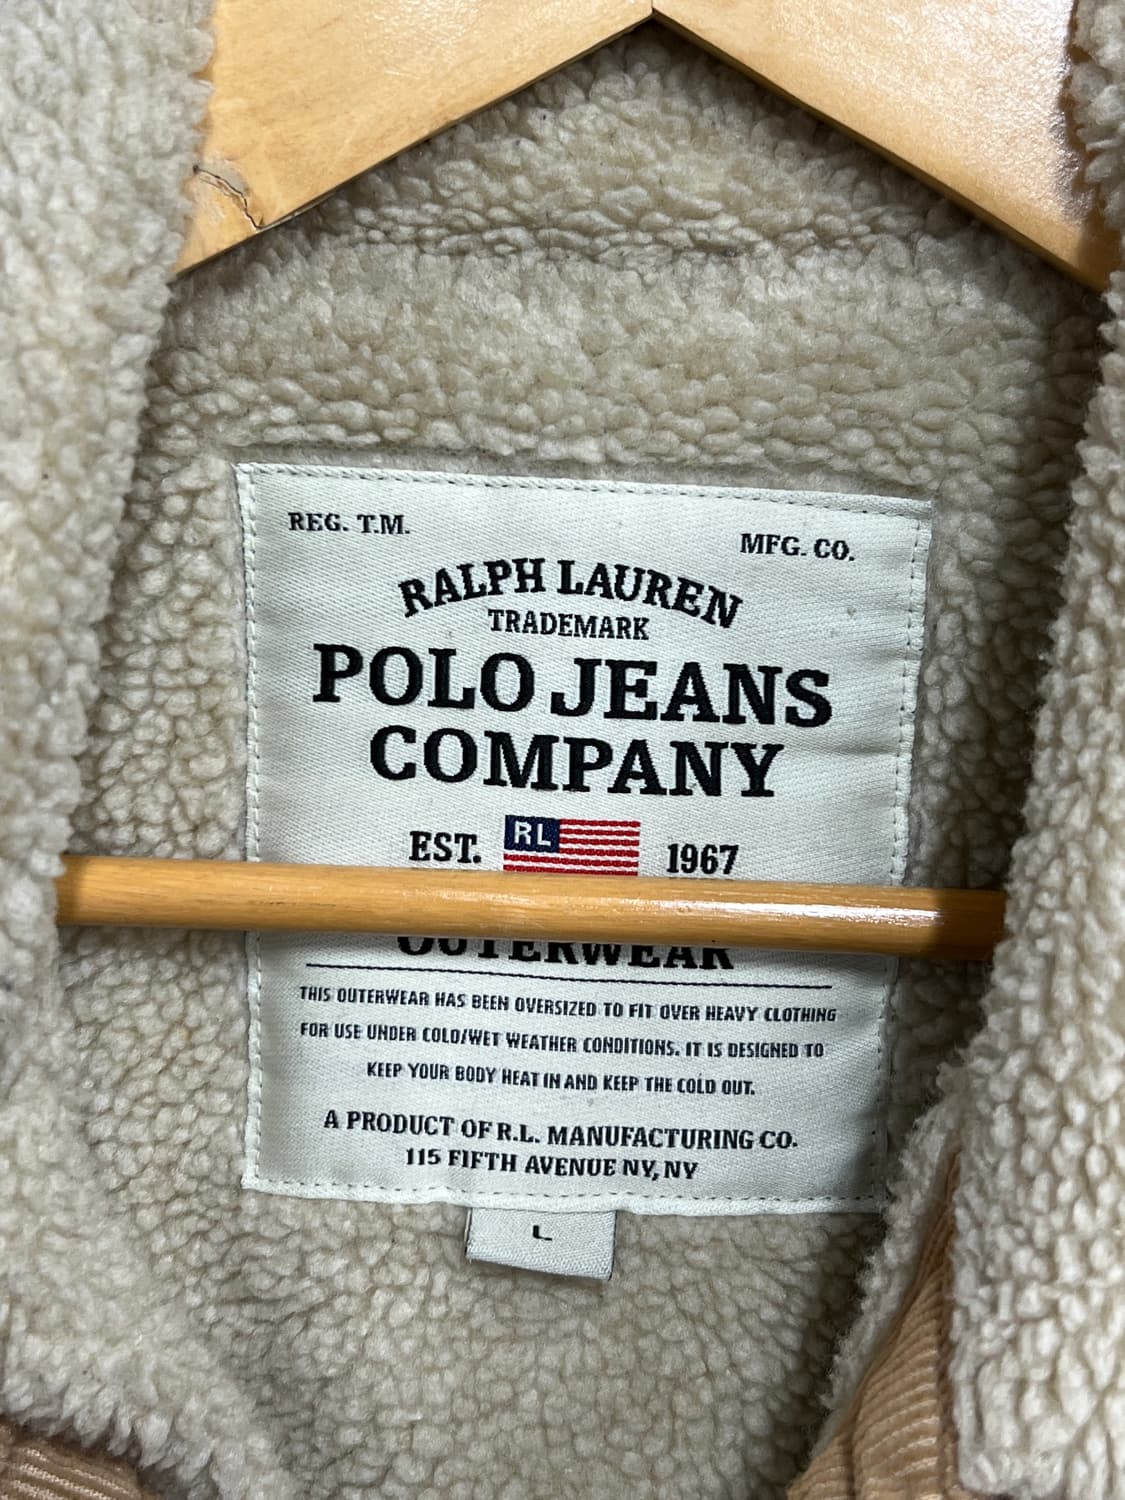 REG. T.M.
MFG. CO.
RALPH LAUREN
TRADEMARK
POLO JEANS
COMPANY
EST. RL 1967
OUTERWEAR
THIS OUTERWEAR HAS BEEN OVERSIZED TO FIT OVER HEAVY CLOTHING
FOR USE UNDER COLD/WET WEATHER CONDITIONS. IT IS DESIGNED TO
KEEP YOUR BODY HEAT IN AND KEEP THE COLD OUT.
A PRODUCT OF R.L. MANUFACTURING CO.
115 FIFTH AVENUE NY, NY
L